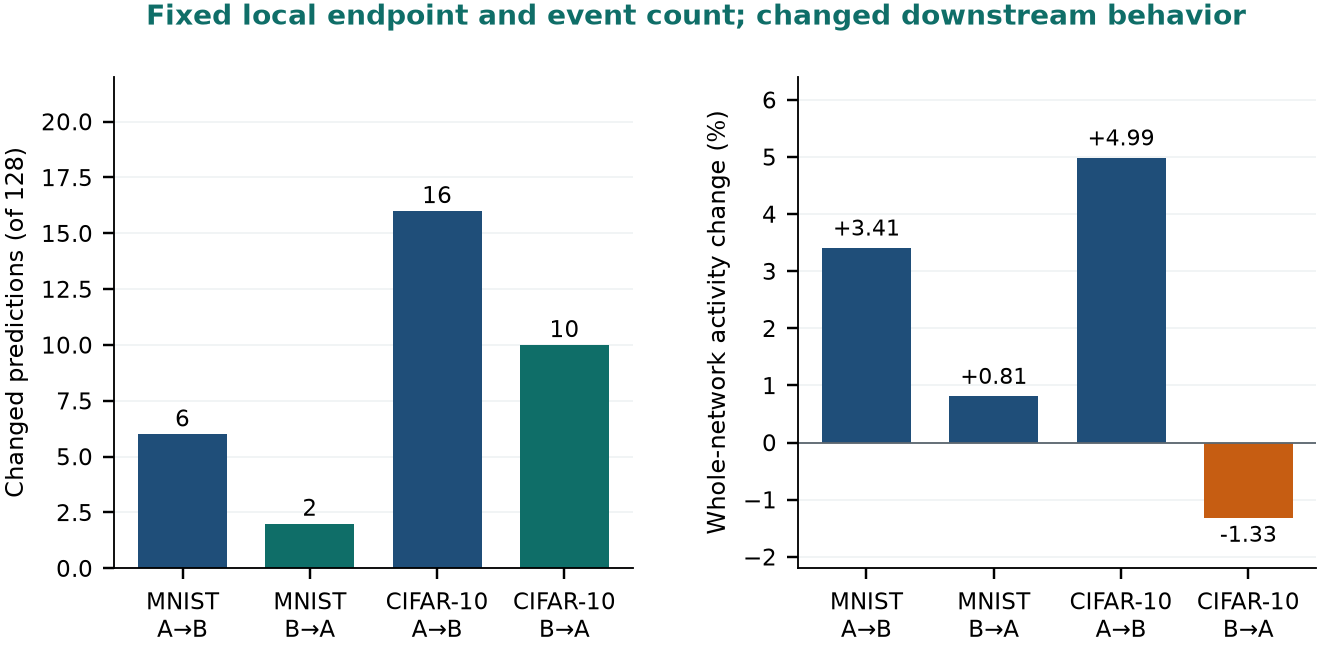 Fixed local endpoint and event count; changed downstream behavior
Changed predictions (of 128)
20.0
17.5
15.0
12.5
10.0
7.5
5.0
2.5
0.0
6
2
16
10
MNIST A→B
MNIST B→A
CIFAR-10 A→B
CIFAR-10 B→A
Whole-network activity change (%)
6
5
4
3
2
1
0
−1
−2
+3.41
+0.81
+4.99
-1.33
MNIST A→B
MNIST B→A
CIFAR-10 A→B
CIFAR-10 B→A